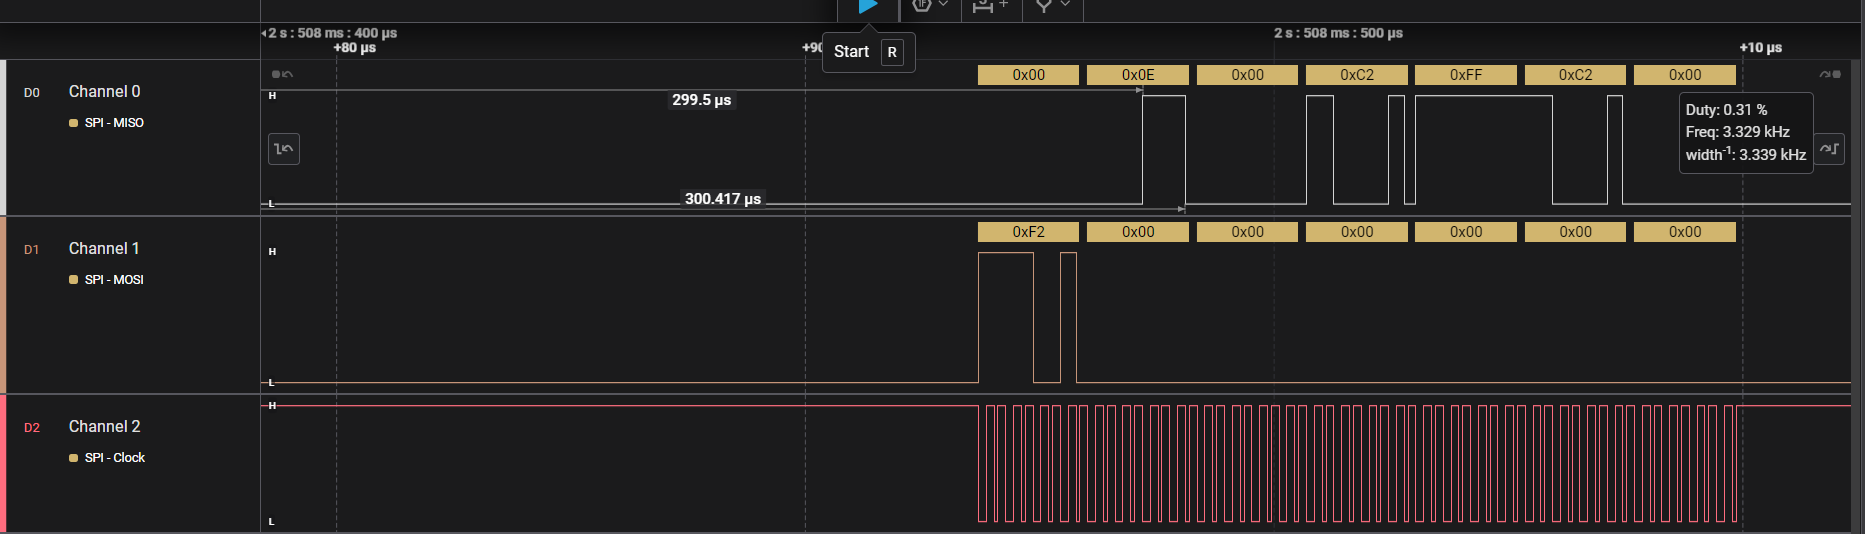 1F
+
2 s : 508 ms : 400 µs
2 s : 508 ms : 500 µs
+80 µs
+90
+10 µs
Start R
D0 Channel 0
SPI - MISO
H
L
0x00 0x0E 0x00 0xC2 0xFF 0xC2 0x00
299.5 µs
300.417 µs
Duty: 0.31 %
Freq: 3.329 kHz
width-1: 3.339 kHz
D1 Channel 1
SPI - MOSI
H
L
0xF2 0x00 0x00 0x00 0x00 0x00 0x00
D2 Channel 2
SPI - Clock
H
L